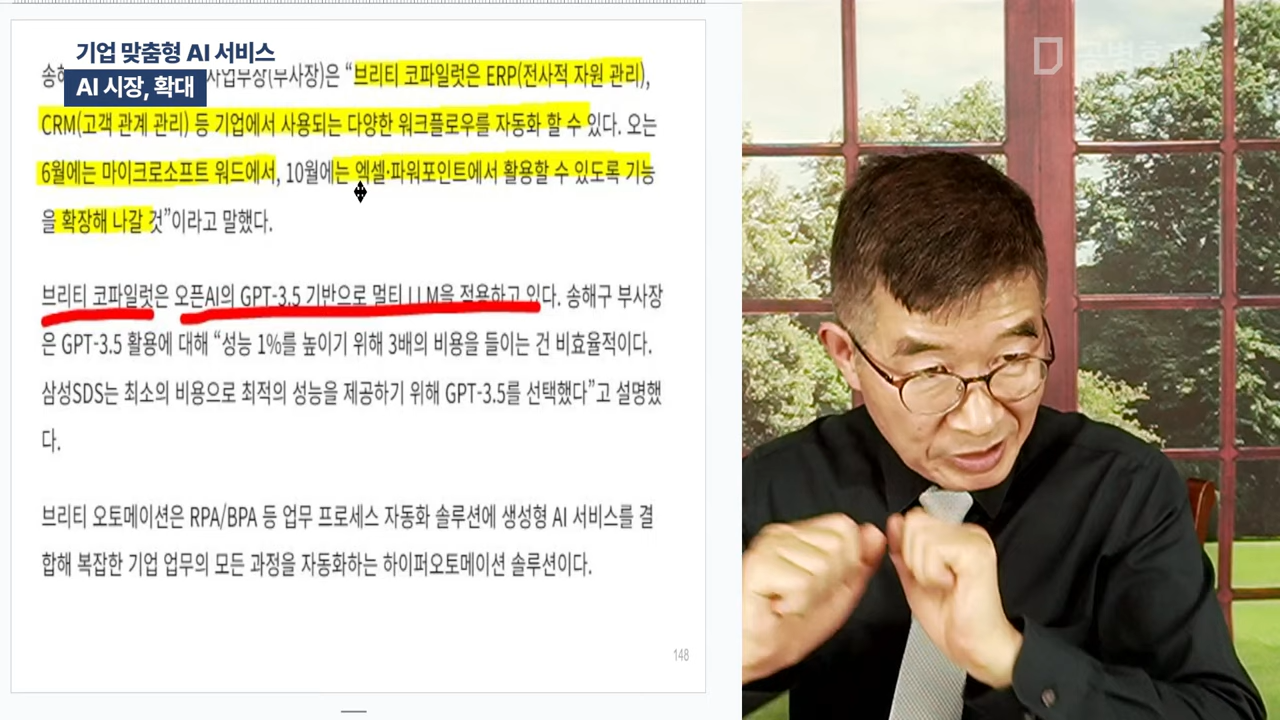 기업 맞춤형 AI 서비스
AI 시장, 확대
사업부장(부사장)은 “브리티 코파일럿은 ERP(전사적 자원 관리),
CRM(고객 관계 관리) 등 기업에서 사용되는 다양한 워크플로우를 자동화 할 수 있다. 오는
6월에는 마이크로소프트 워드에서, 10월에는 엑셀·파워포인트에서 활용할 수 있도록 기능
을 확장해 나갈 것”이라고 말했다.
브리티 코파일럿은 오픈AI의 GPT-3.5 기반으로 멀티 LLM을 적용하고 있다. 송해구 부사장
은 GPT-3.5 활용에 대해 “성능 1%를 높이기 위해 3배의 비용을 들이는 건 비효율적이다.
삼성SDS는 최소의 비용으로 최적의 성능을 제공하기 위해 GPT-3.5를 선택했다”고 설명했
다.
브리티 오토메이션은 RPA/BPA 등 업무 프로세스 자동화 솔루션에 생성형 AI 서비스를 결
합해 복잡한 기업 업무의 모든 과정을 자동화하는 하이퍼오토메이션 솔루션이다.
148